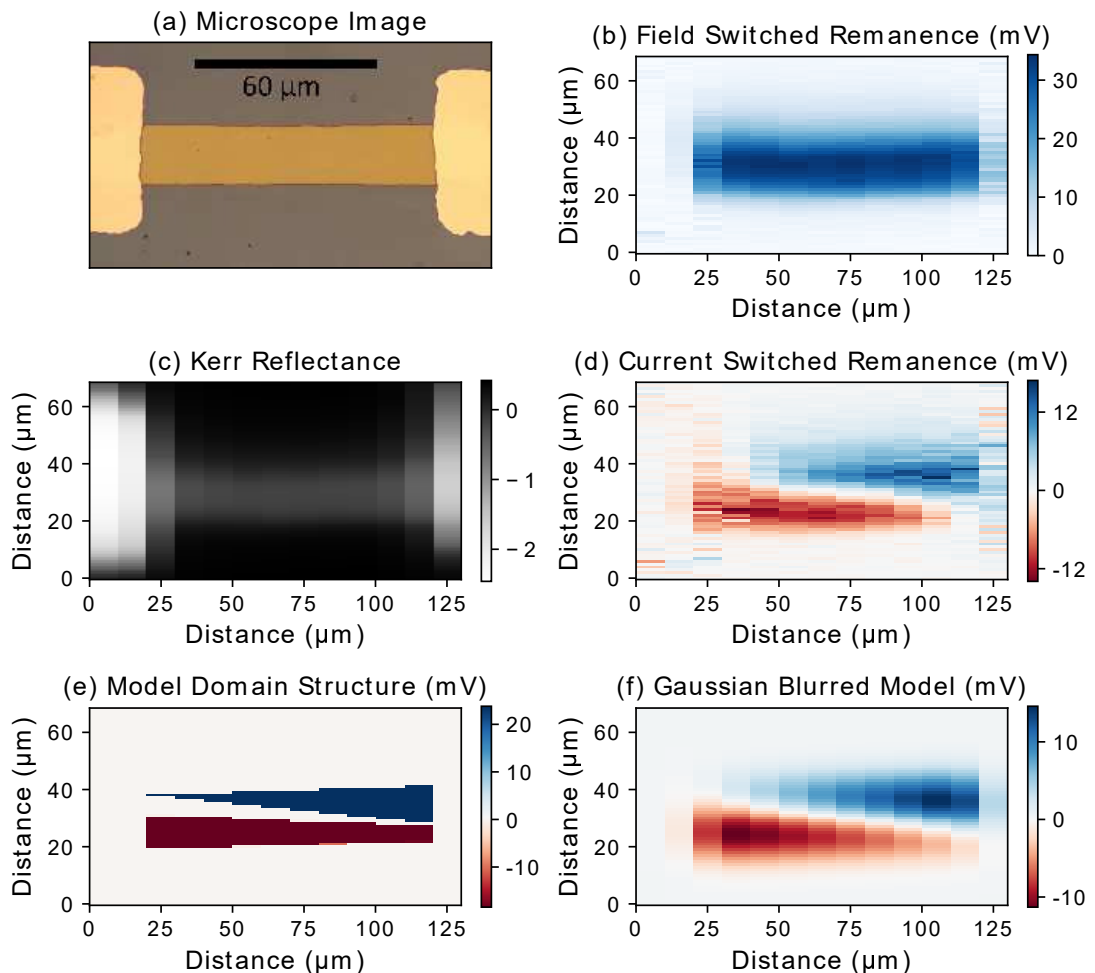 (a) Microscope Image
60 μm
(b) Field Switched Remanence (mV)
Distance (μm)
60
40
20
0
0 25 50 75 100 125
Distance (μm)
30
20
10
0
(c) Kerr Reflectance
Distance (μm)
60
40
20
0
0 25 50 75 100 125
Distance (μm)
0
− 1
− 2
(d) Current Switched Remanence (mV)
Distance (μm)
60
40
20
0
0 25 50 75 100 125
Distance (μm)
12
0
-12
(e) Model Domain Structure (mV)
Distance (μm)
60
40
20
0
0 25 50 75 100 125
Distance (μm)
20
10
0
-10
(f) Gaussian Blurred Model (mV)
Distance (μm)
60
40
20
0
0 25 50 75 100 125
Distance (μm)
10
0
-10